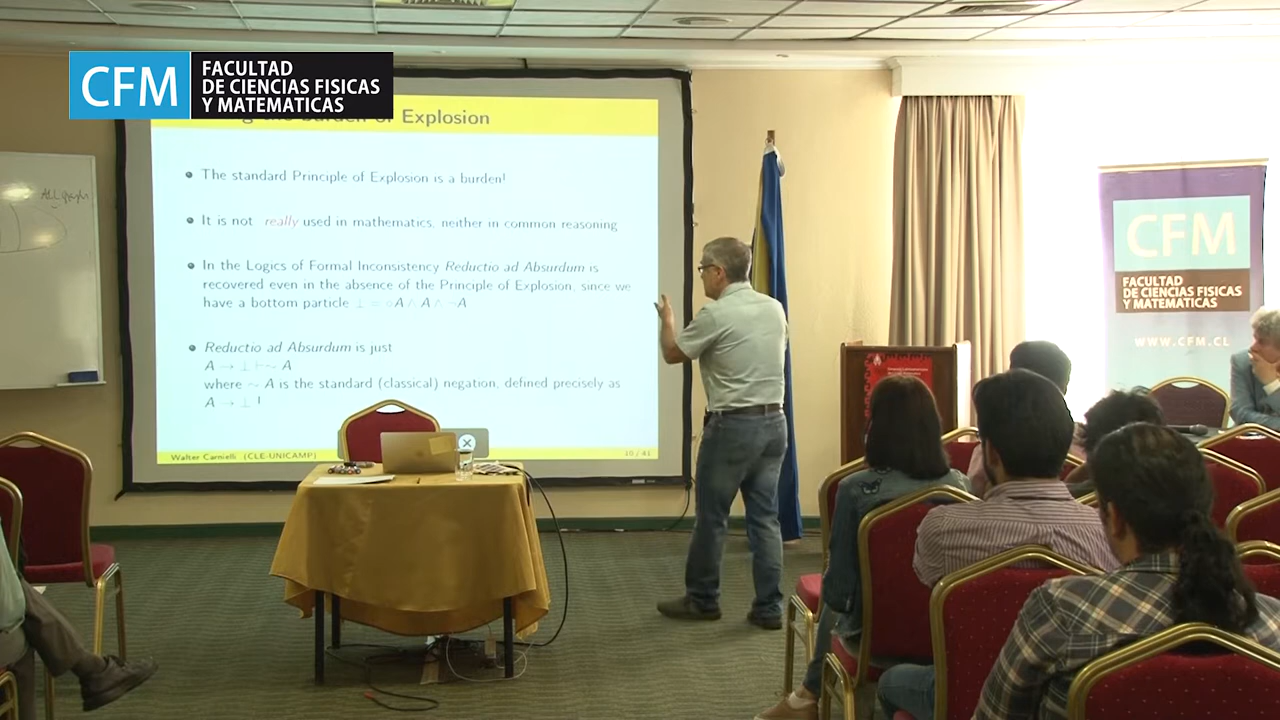 CFM
FACULTAD
DE CIENCIAS FISICAS
Y MATEMATICAS
the burden of Explosion
The standard Principle of Explosion is a burden!
It is not really used in mathematics, neither in common reasoning
In the Logics of Formal Inconsistency Reductio ad Absurdum is
recovered even in the absence of the Principle of Explosion, since we
have a bottom particle ⊥ = ∘A ∧ A ∧ ¬A
Reductio ad Absurdum is just
A → ⊥ ⊢∼ A
where ∼ A is the standard (classical) negation, defined precisely as
A → ⊥ !
Walter Carnielli (CLE-UNICAMP)
10 / 41
CFM
FACULTAD
DE CIENCIAS FISICAS
Y MATEMATICAS
WWW.CFM.CL